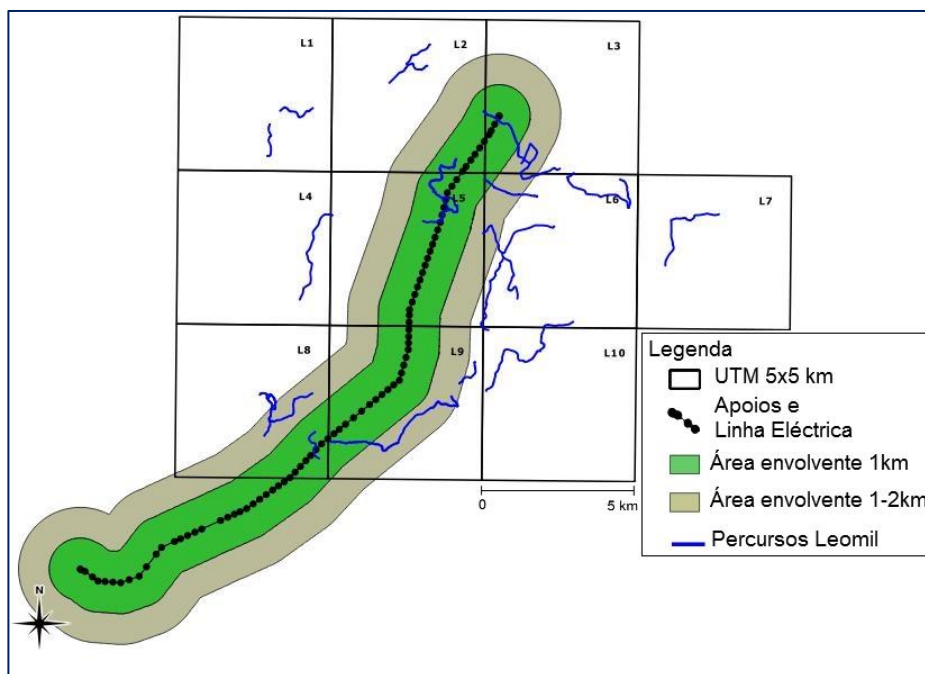 L1
L2
L3
L4
L5
L6
L7
L8
L9
L10
Legenda
UTM 5x5 km
Apoios e
Linha Eléctrica
Área envolvente 1km
Área envolvente 1-2km
Percursos Leomil
0
5 km
N